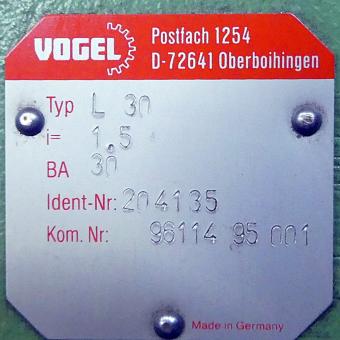 VOGEL
Postfach 1254
D-72641 Oberboihingen
Typ L 30
i= 1,5
BA 30
Ident-Nr: 204135
Kom. Nr: 96114 95 001
Made in Germany